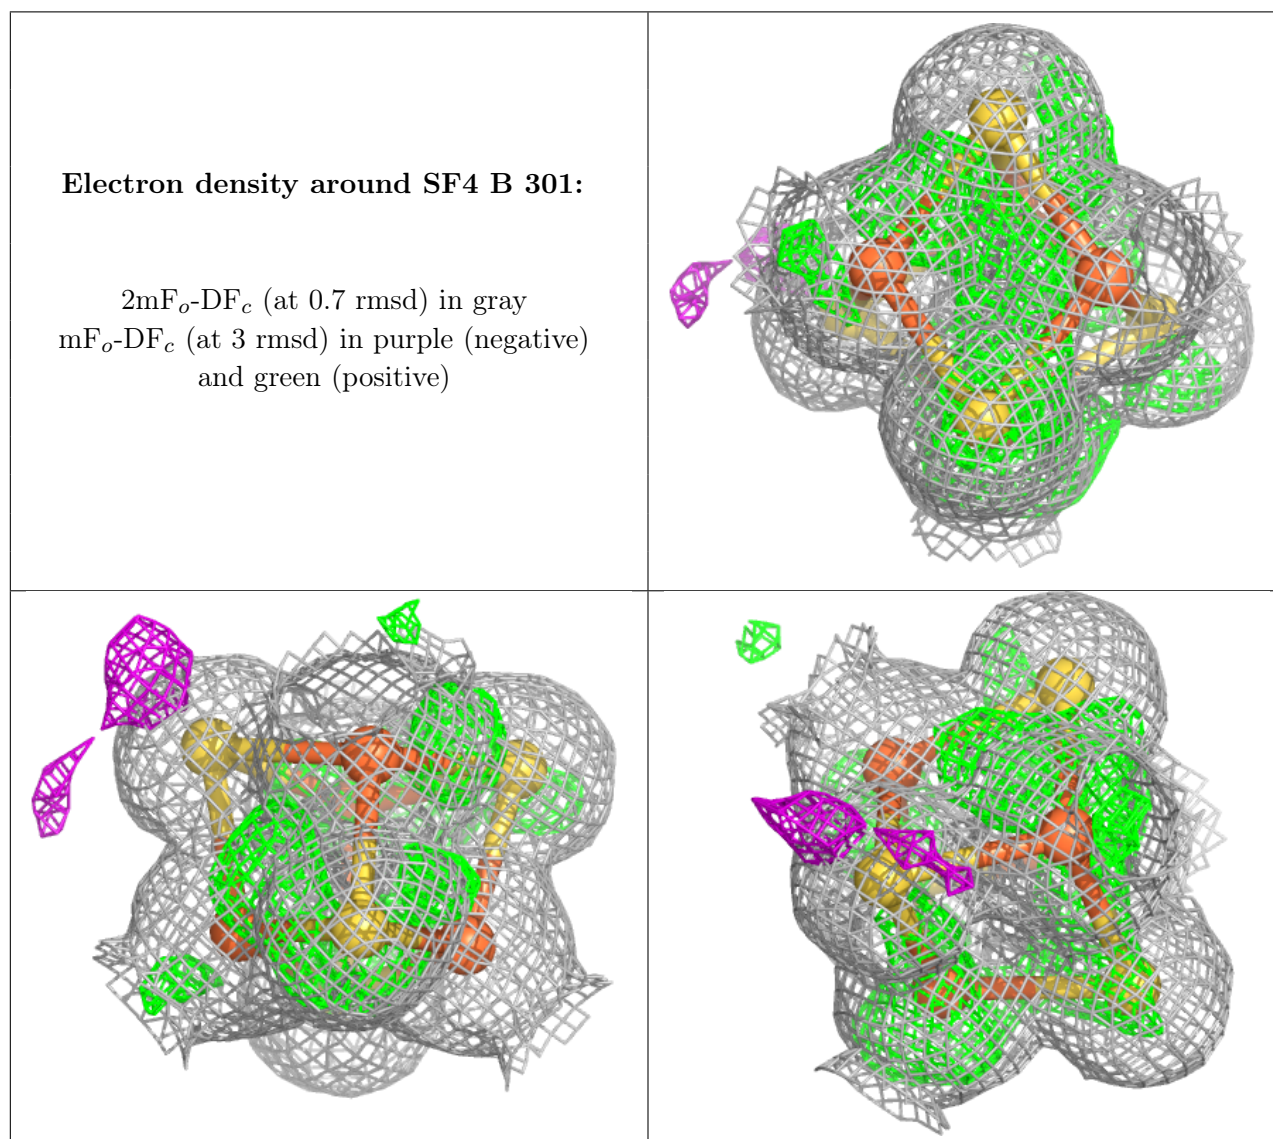 Electron density around SF4 B 301:
2mFo-DFc (at 0.7 rmsd) in gray
mFo-DFc (at 3 rmsd) in purple (negative)
and green (positive)